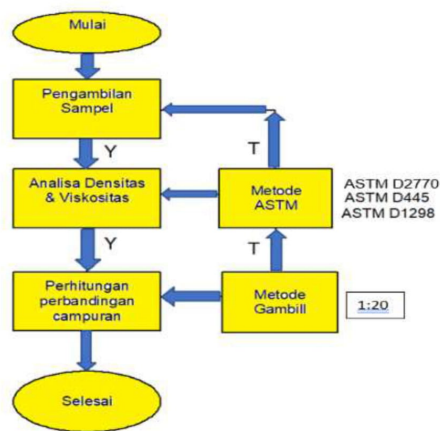 Mulai
Pengambilan
Sampel
Y
T
Analisa Densitas
& Viskositas
Metode
ASTM
ASTM D2770
ASTM D445
ASTM D1298
Y
T
Perhitungan
perbandingan
campuran
Metode
Gambill
1:20
Selesai